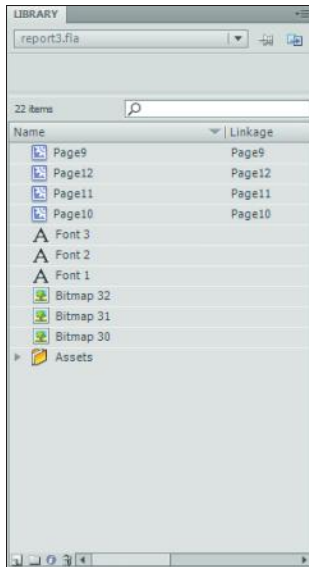 LIBRARY
report3.fla
22 items
Name Linkage
Page9 Page9
Page12 Page12
Page11 Page11
Page10 Page10
Font 3
Font 2
Font 1
Bitmap 32
Bitmap 31
Bitmap 30
Assets